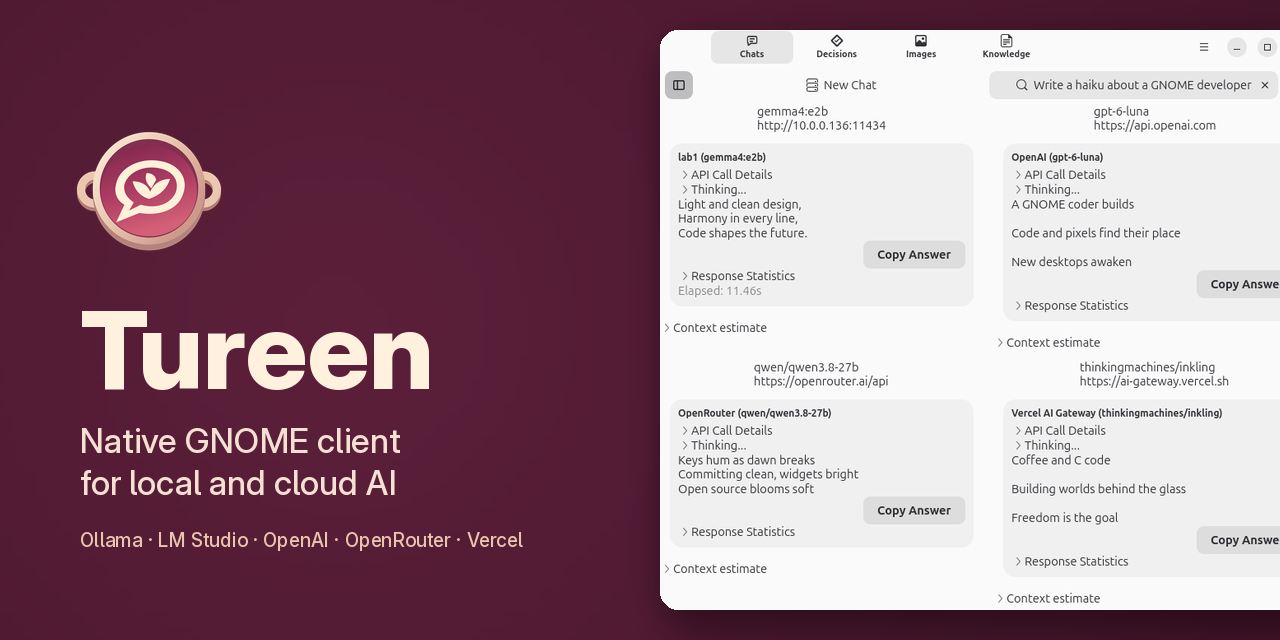 Tureen
Native GNOME client
for local and cloud AI
Ollama · LM Studio · OpenAI · OpenRouter · Vercel
Chats
Decisions
Images
Knowledge
New Chat
Write a haiku about a GNOME developer
gemma4:e2b
http://10.0.0.136:11434
lab1 (gemma4:e2b)
API Call Details
Thinking...
Light and clean design,
Harmony in every line,
Code shapes the future.
Copy Answer
Response Statistics
Elapsed: 11.46s
Context estimate
gpt-6-luna
https://api.openai.com
OpenAI (gpt-6-luna)
API Call Details
Thinking...
A GNOME coder builds
Code and pixels find their place
New desktops awaken
Copy Answe
Response Statistics
Context estimate
qwen/qwen3.8-27b
https://openrouter.ai/api
OpenRouter (qwen/qwen3.8-27b)
API Call Details
Thinking...
Keys hum as dawn breaks
Committing clean, widgets bright
Open source blooms soft
Copy Answer
Response Statistics
Context estimate
thinkingmachines/inkling
https://ai-gateway.vercel.sh
Vercel AI Gateway (thinkingmachines/inkling)
API Call Details
Thinking...
Coffee and C code
Building worlds behind the glass
Freedom is the goal
Copy Answe
Response Statistics
Context estimate